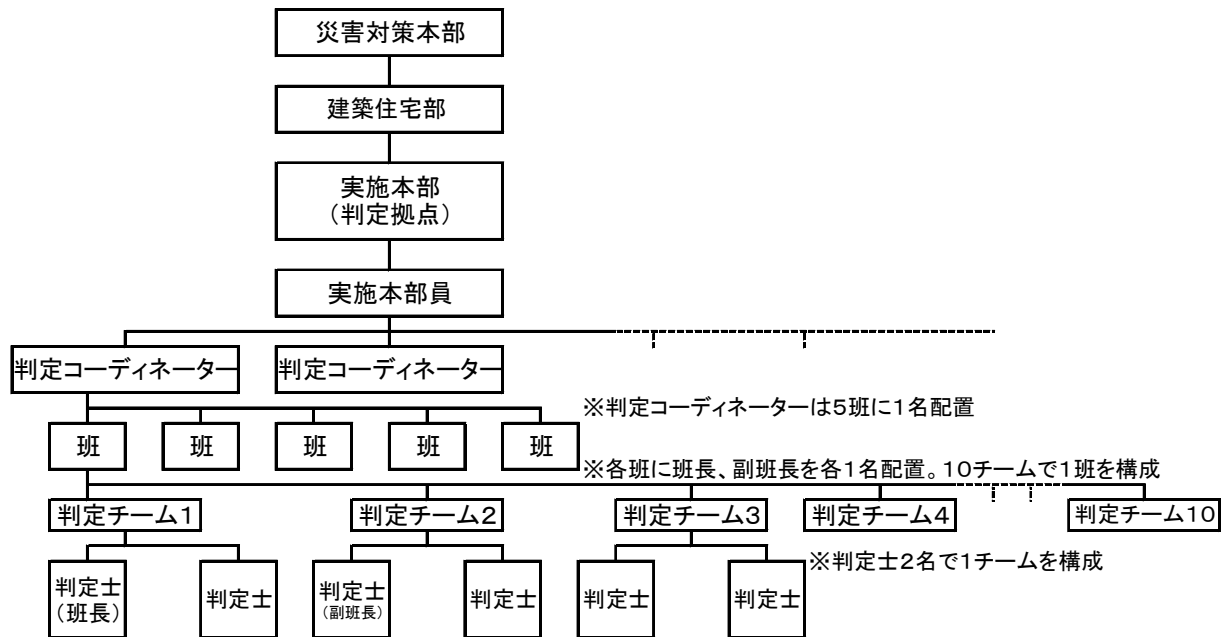 災害対策本部
建築住宅部
実施本部
（判定拠点）
実施本部員
判定コーディネーター
判定コーディネーター
※判定コーディネーターは５班に１名配置
班
班
班
班
班
※各班に班長、副班長を各１名配置。１０チームで１班を構成
判定チーム１
判定チーム２
判定チーム３
判定チーム４
判定チーム１０
※判定士２名で１チームを構成
判定士
（班長）
判定士
判定士
（副班長）
判定士
判定士
判定士